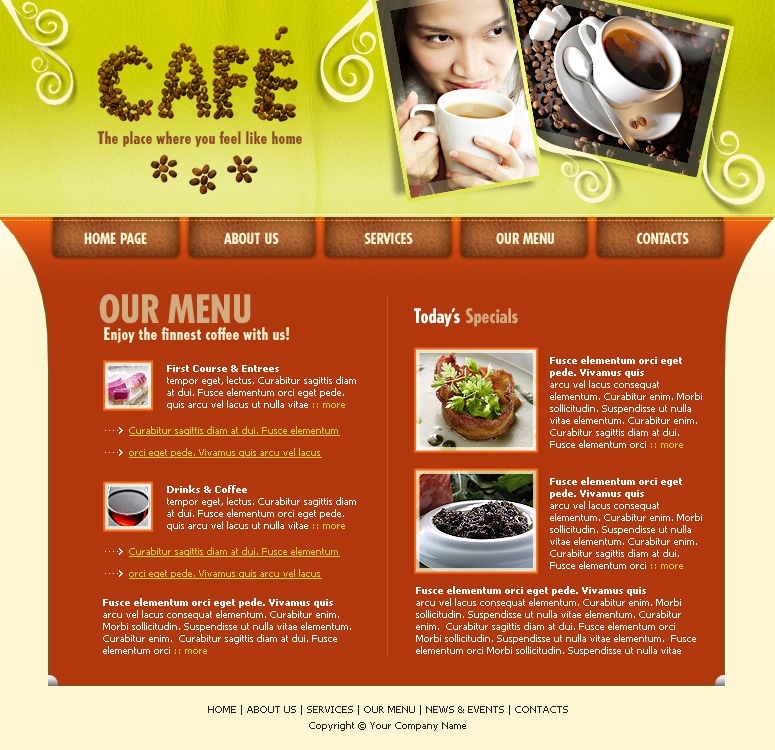 CAFÉ
The place where you feel like home
HOME PAGE
ABOUT US
SERVICES
OUR MENU
CONTACTS
OUR MENU
Enjoy the finnest coffee with us!
First Course & Entrees
tempor eget, lectus. Curabitur sagittis diam
at dui. Fusce elementum orci eget pede.
quis arcu vel lacus ut nulla vitae :: more
Curabitur sagittis diam at dui. Fusce elementum
orci eget pede. Vivamus quis arcu vel lacus
Drinks & Coffee
tempor eget, lectus. Curabitur sagittis diam
at dui. Fusce elementum orci eget pede.
quis arcu vel lacus ut nulla vitae :: more
Curabitur sagittis diam at dui. Fusce elementum
orci eget pede. Vivamus quis arcu vel lacus
Fusce elementum orci eget pede. Vivamus quis
arcu vel lacus consequat elementum. Curabitur enim.
Morbi sollicitudin. Suspendisse ut nulla vitae elementum.
Curabitur enim. Curabitur sagittis diam at dui. Fusce
elementum orci :: more
Today's Specials
Fusce elementum orci eget
pede. Vivamus quis
arcu vel lacus consequat
elementum. Curabitur enim. Morbi
sollicitudin. Suspendisse ut nulla
vitae elementum. Curabitur enim.
Curabitur sagittis diam at dui.
Fusce elementum orci :: more
Fusce elementum orci eget
pede. Vivamus quis
arcu vel lacus consequat
elementum. Curabitur enim. Morbi
sollicitudin. Suspendisse ut nulla
vitae elementum. Curabitur enim.
Curabitur sagittis diam at dui.
Fusce elementum orci :: more
Fusce elementum orci eget pede. Vivamus quis
arcu vel lacus consequat elementum. Curabitur enim. Morbi
sollicitudin. Suspendisse ut nulla vitae elementum. Curabitur
enim. Curabitur sagittis diam at dui. Fusce elementum orci
Morbi sollicitudin. Suspendisse ut nulla vitae elementum. Fusce
elementum orci Morbi sollicitudin. Suspendisse ut nulla vitae
HOME | ABOUT US | SERVICES | OUR MENU | NEWS & EVENTS | CONTACTS
Copyright © Your Company Name